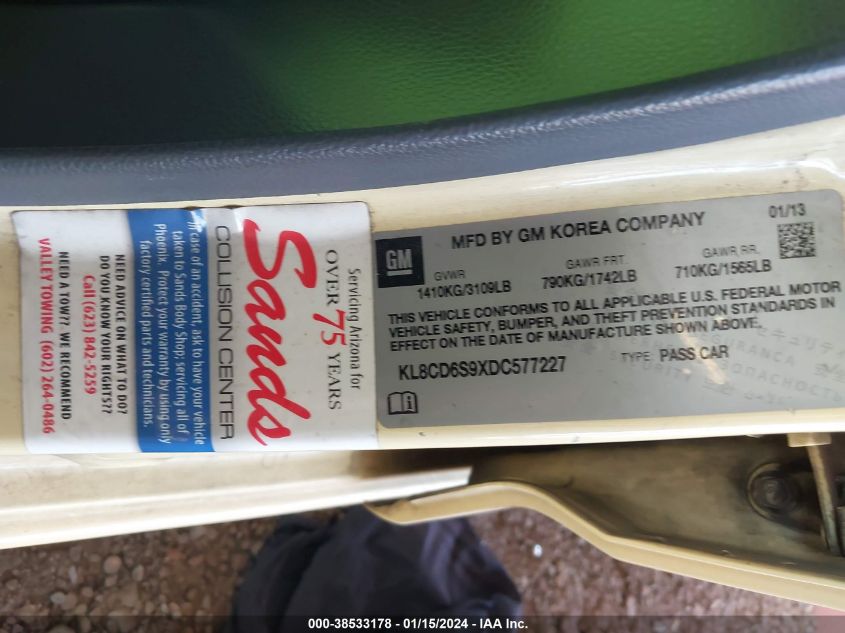 GM
MFD BY GM KOREA COMPANY
01/13
GVWR
1410KG/3109LB
GAWR FRT.
790KG/1742LB
GAWR, RR.
710KG/1565LB
THIS VEHICLE CONFORMS TO ALL APPLICABLE U.S. FEDERAL MOTOR
VEHICLE SAFETY, BUMPER, AND THEFT PREVENTION STANDARDS IN
EFFECT ON THE DATE OF MANUFACTURE SHOWN ABOVE.
KL8CD6S9XDC577227
TYPE: PASS CAR
Servicing Arizona for
OVER 75 YEARS
Sands
COLLISION CENTER
In case of an accident, ask to have your vehicle
taken to Sands Body Shop; servicing all of
Phoenix. Protect your warranty by using only
factory certified parts and technicians.
NEED ADVICE ON WHAT TO DO?
DO YOU KNOW YOUR RIGHTS??
Call (623) 842-5259
NEED A TOW?? WE RECOMMEND
VALLEY TOWING (602) 264-0486
000-38533178 - 01/15/2024 - IAA Inc.